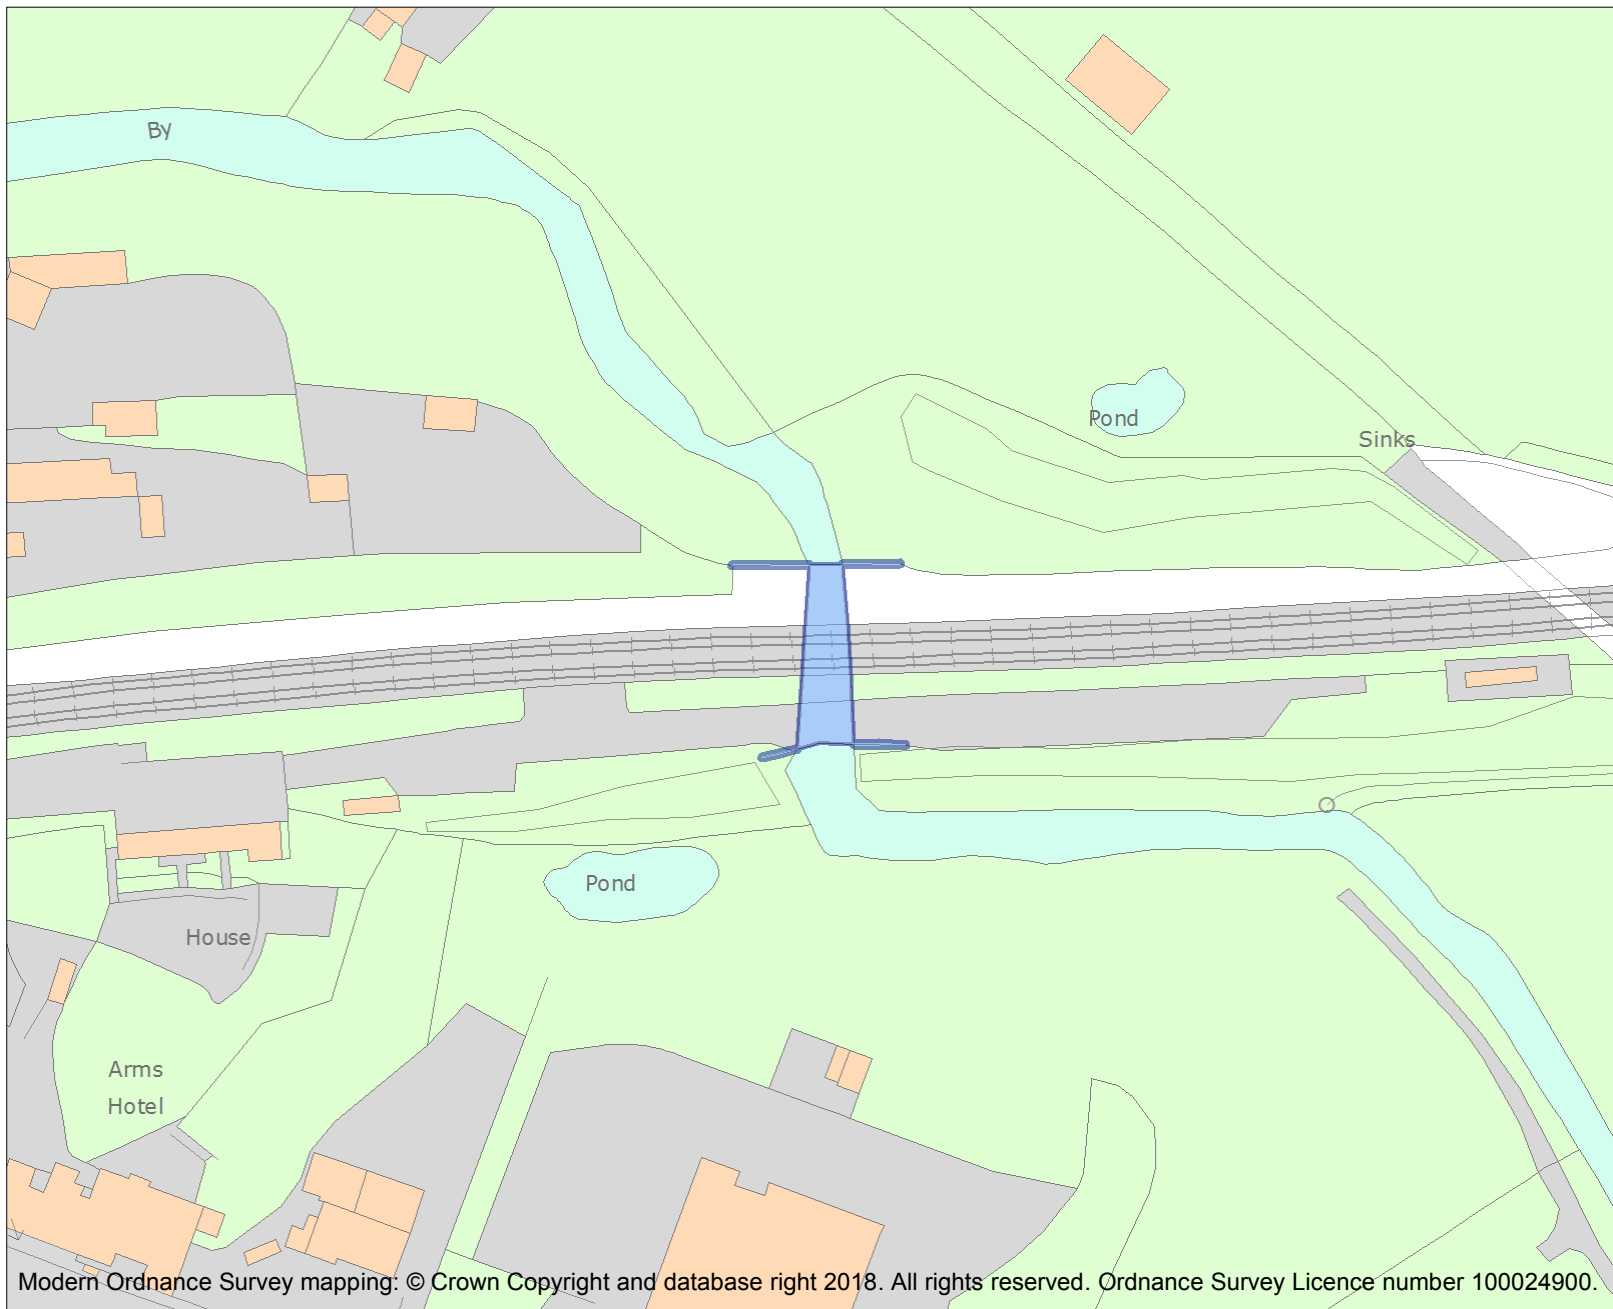 By
Pond
Sinks
Pond
House
Arms
Hotel
Modern Ordnance Survey mapping: © Crown Copyright and database right 2018. All rights reserved. Ordnance Survey Licence number 100024900.